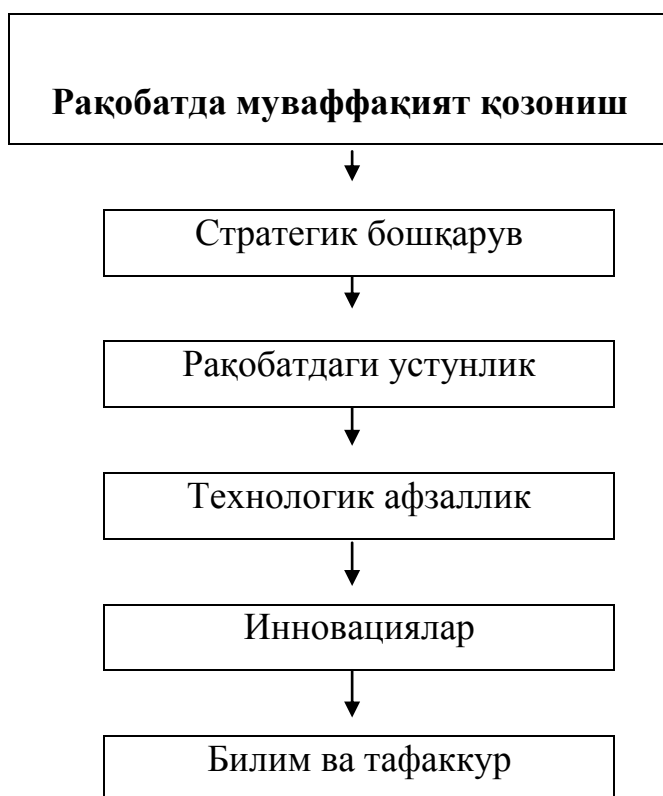 Рақобатда муваффақият қозониш
Стратегик бошқарув
Рақобатдаги устунлик
Технологик афзаллик
Инновациялар
Билим ва тафаккур